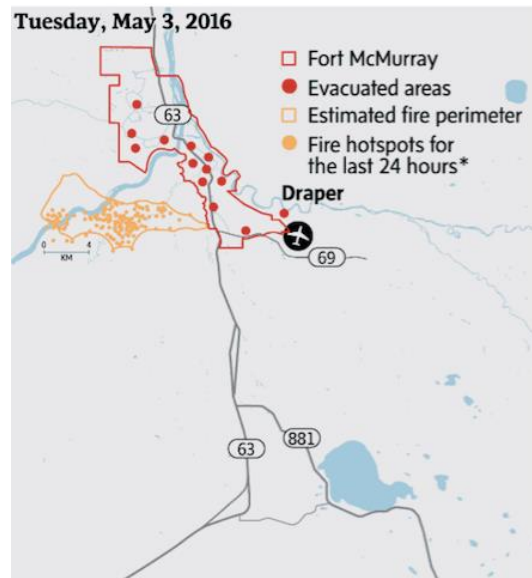 Tuesday, May 3, 2016
Fort McMurray
63
Evacuated areas
Estimated fire perimeter
Fire hotspots for
the last 24 hours*
Draper
0 4
KM
69
63
881